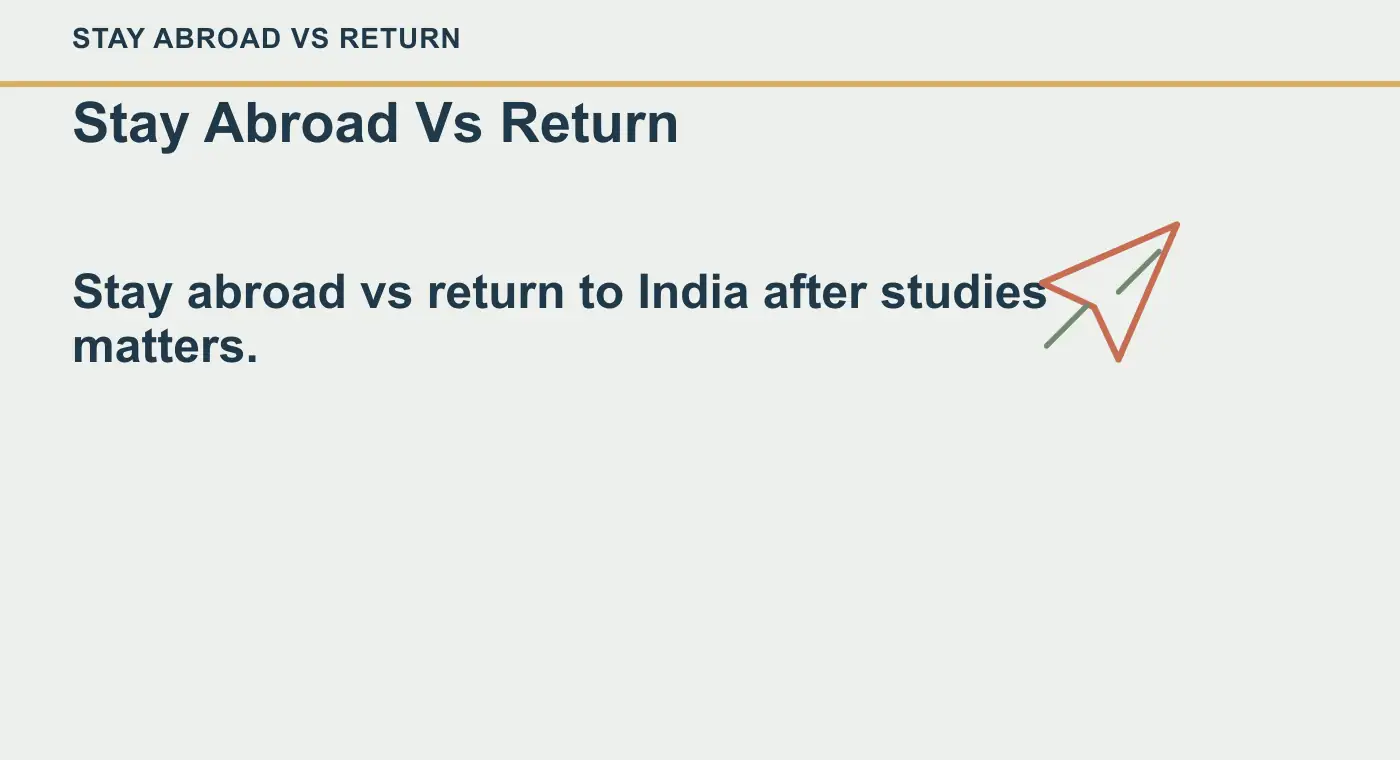 STAY ABROAD VS RETURN
Stay Abroad Vs Return
Stay abroad vs return to India after studies
matters.